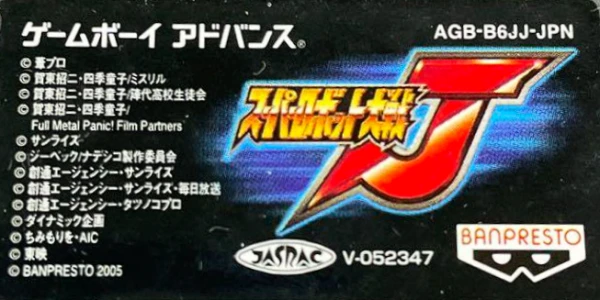 ゲームボーイ アドバンス®
AGB-B6JJ-JPN
© 葦プロ
© 賀東招二・四季童子/ミスリル
© 賀東招二・四季童子/陣代高校生徒会
© 賀東招二・四季童子/
Full Metal Panic! Film Partners
© サンライズ
© ジーベック/ナデシコ製作委員会
© 創通エージェンシー・サンライズ
© 創通エージェンシー・サンライズ・毎日放送
© 創通エージェンシー・タツノコプロ
© ダイナミック企画
© ちみもりを・AIC
© 東映
© BANPRESTO 2005
スーパーロボット大戦
J
JASRAC
V-052347
BANPRESTO